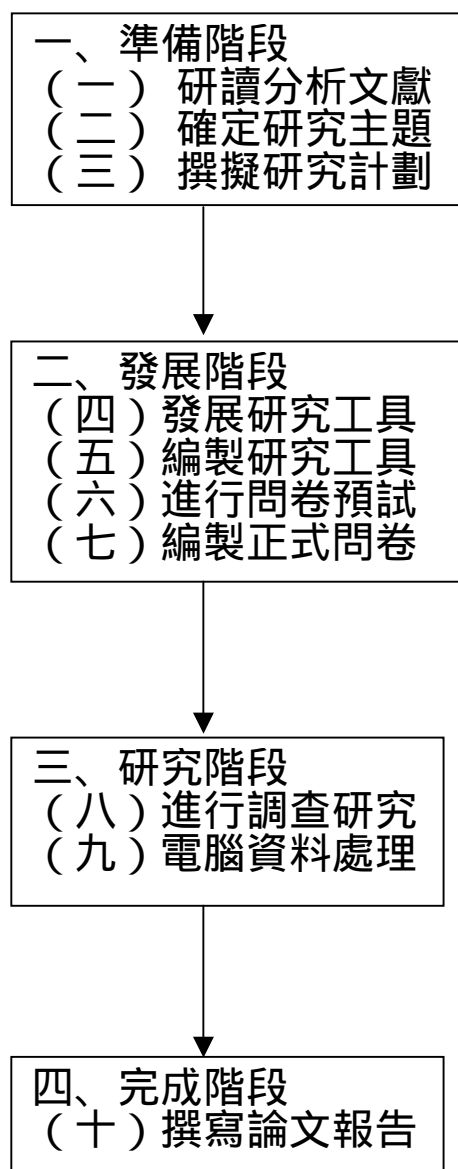 一、準備階段
（一） 研讀分析文獻
（二） 確定研究主題
（三） 撰擬研究計劃
二、發展階段
（四）發展研究工具
（五）編製研究工具
（六）進行問卷預試
（七）編製正式問卷
三、研究階段
（八）進行調查研究
（九）電腦資料處理
四、完成階段
（十）撰寫論文報告